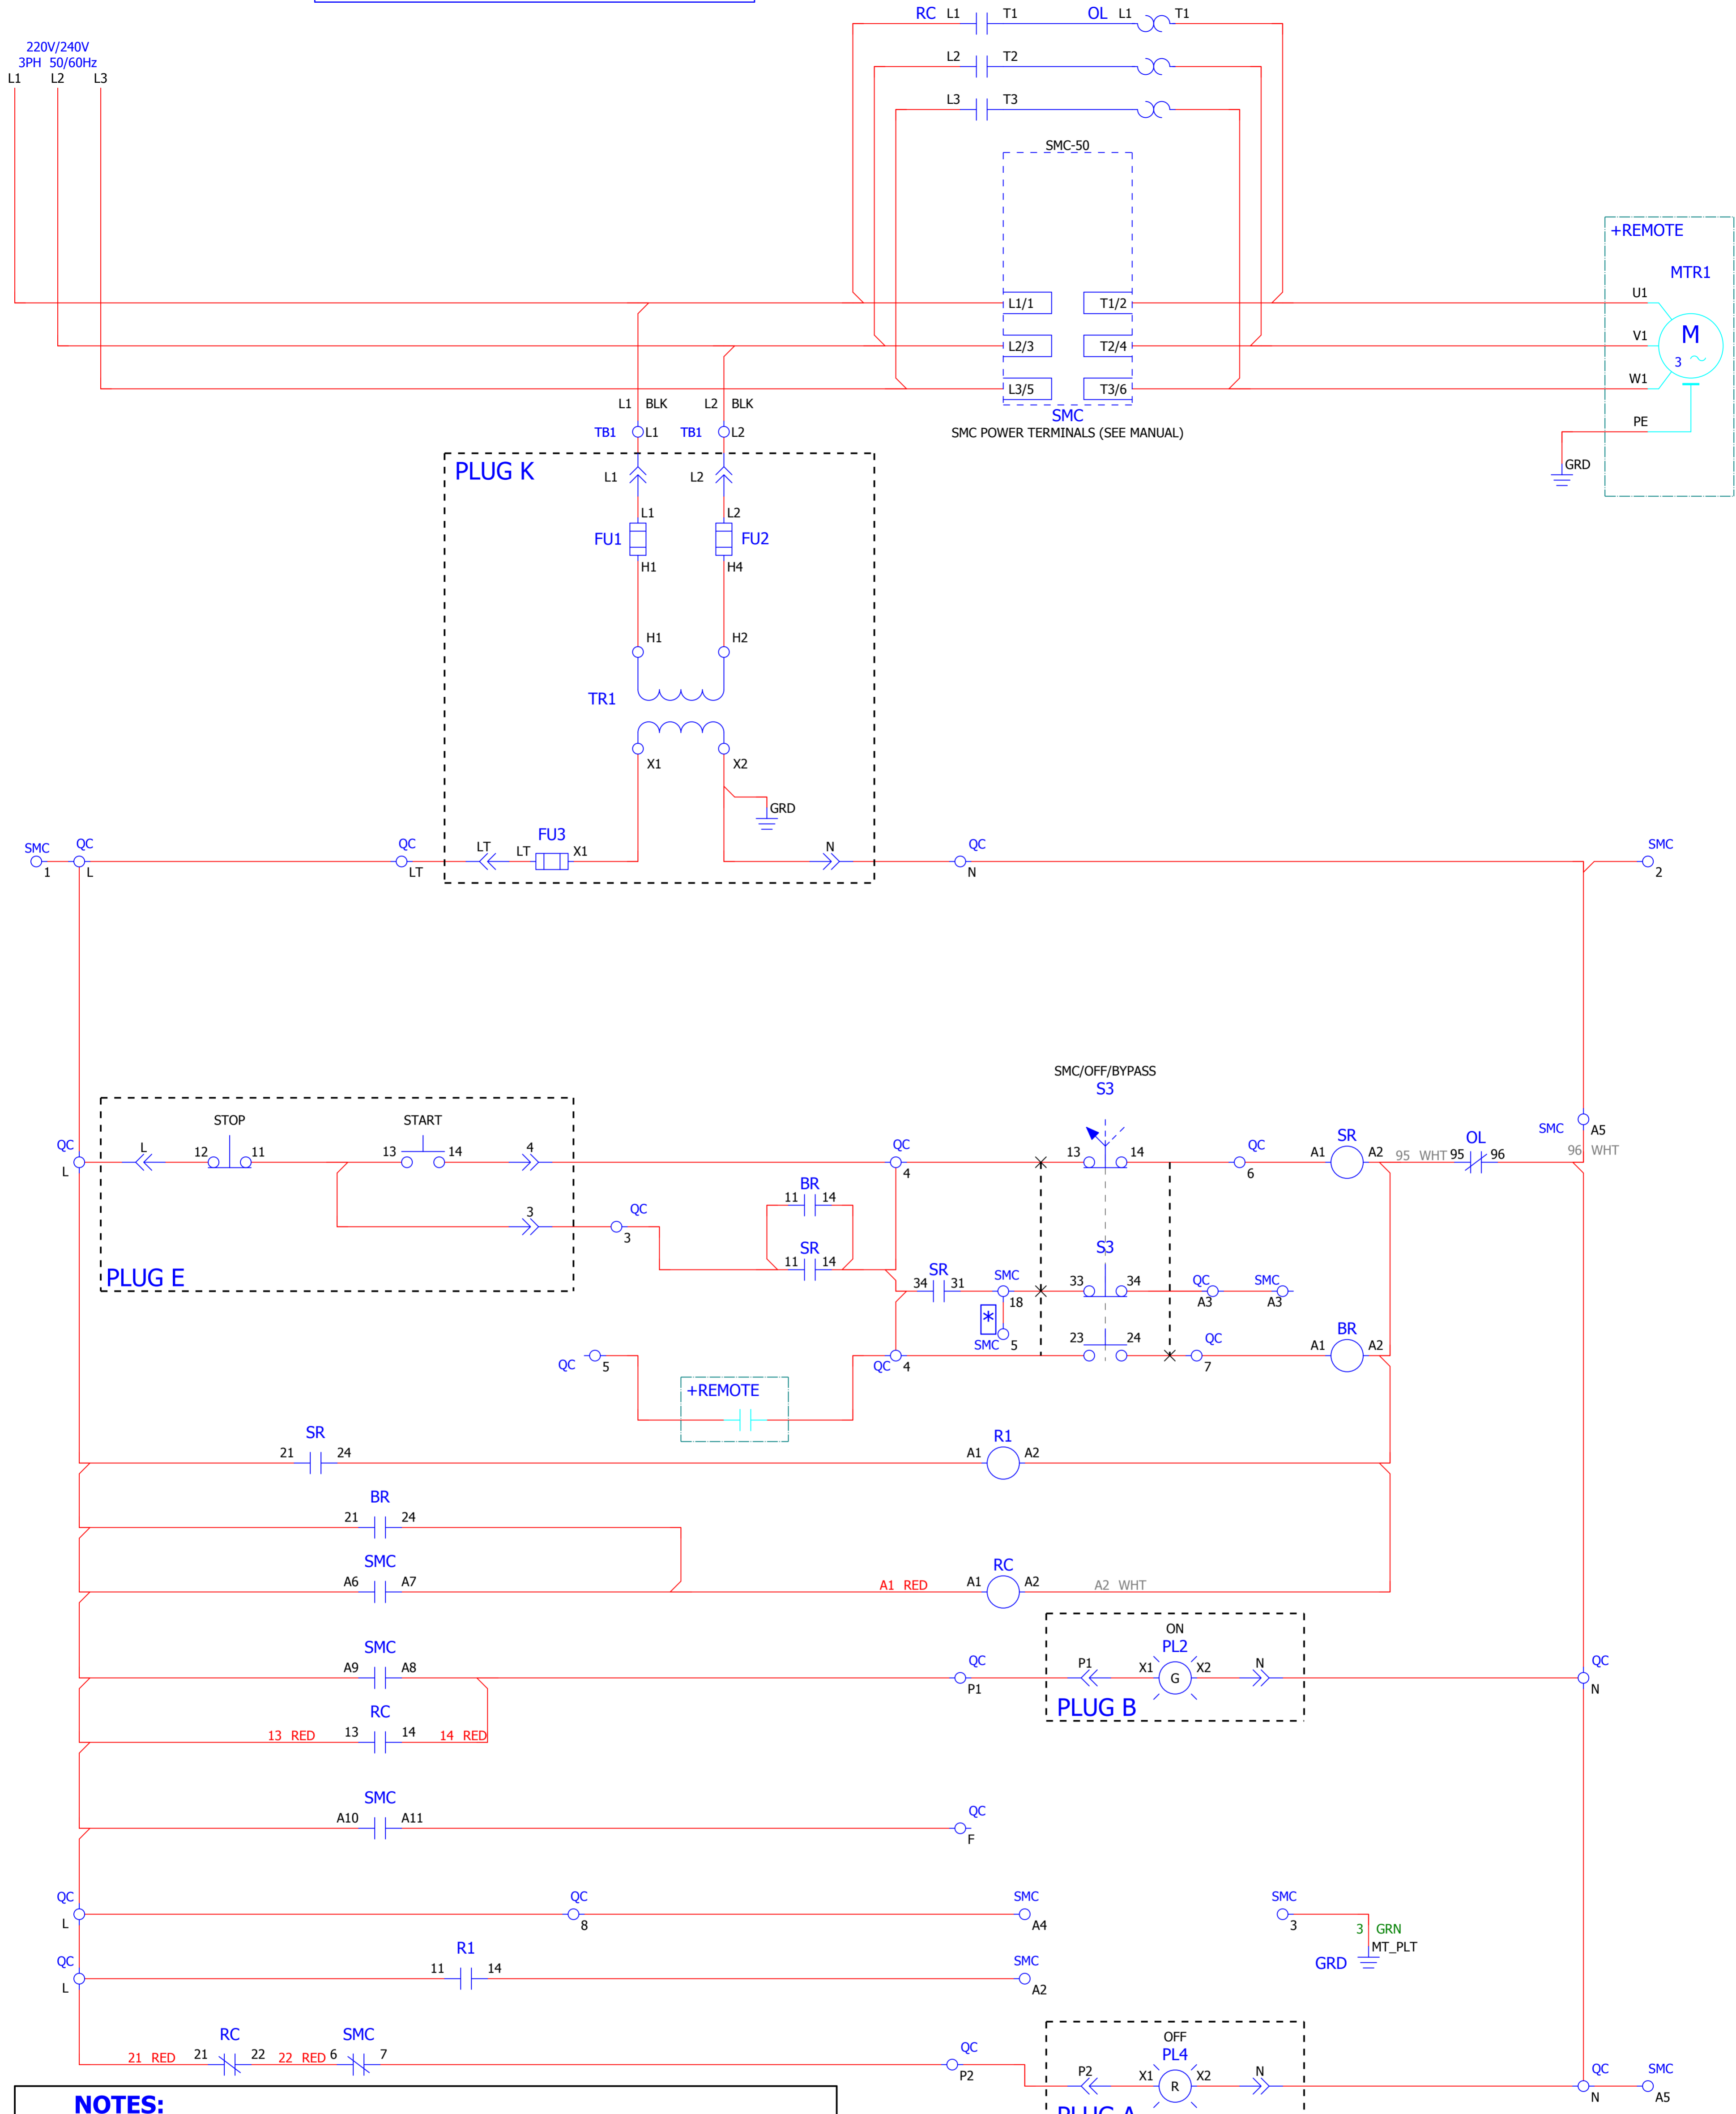 RC L1 T1 OL L1 T1
220V/240V
3PH 50/60Hz
L1 L2 L3
L2 T2
L3 T3
SMC-50
+REMOTE
MTR1
L1/1 T1/2 U1
L2/3 T2/4 V1
M
3
L3/5 T3/6 W1
L1 BLK L2 BLK
SMC
PE
TB1 L1 TB1 L2
SMC POWER TERMINALS (SEE MANUAL)
GRD
PLUG K
L1 L2
L1 L2
FU1 FU2
H1 H4
H1 H2
TR1
X1 X2
GRD
FU3
SMC QC QC LT LT X1 N QC SMC
1 L LT N 2
SMC/OFF/BYPASS
S3
STOP START
SMC A5
QC L 12 11 13 14 4 QC 13 14 QC SR A1 A2 95 WHT 95 OL 96 96 WHT
L 4 6
BR
11 14
3 QC
3
SR
11 14
S3
PLUG E
SR
34 31 SMC 33 34 QC SMC
18 A3 A3
*
SMC 5
23 24 QC BR
A1 A2
QC 5 QC 4 7
+REMOTE
SR R1
21 24 A1 A2
BR
21 24
SMC RC
A6 A7 A1 RED A1 A2 A2 WHT
ON
SMC PL2
A9 A8 QC P1 X1 G X2 N QC
P1 N
RC PLUG B
13 RED 13 14 14 RED
SMC
A10 A11 QC
F
QC QC SMC SMC
L 8 A4 3
3 GRN
MT_PLT
GRD
QC R1 SMC
11 14
L A2
OFF
RC SMC PL4
21 RED 21 22 22 RED 6 7 QC P2 X1 R X2 N QC SMC
P2 N A5
NOTES:
PLUG A